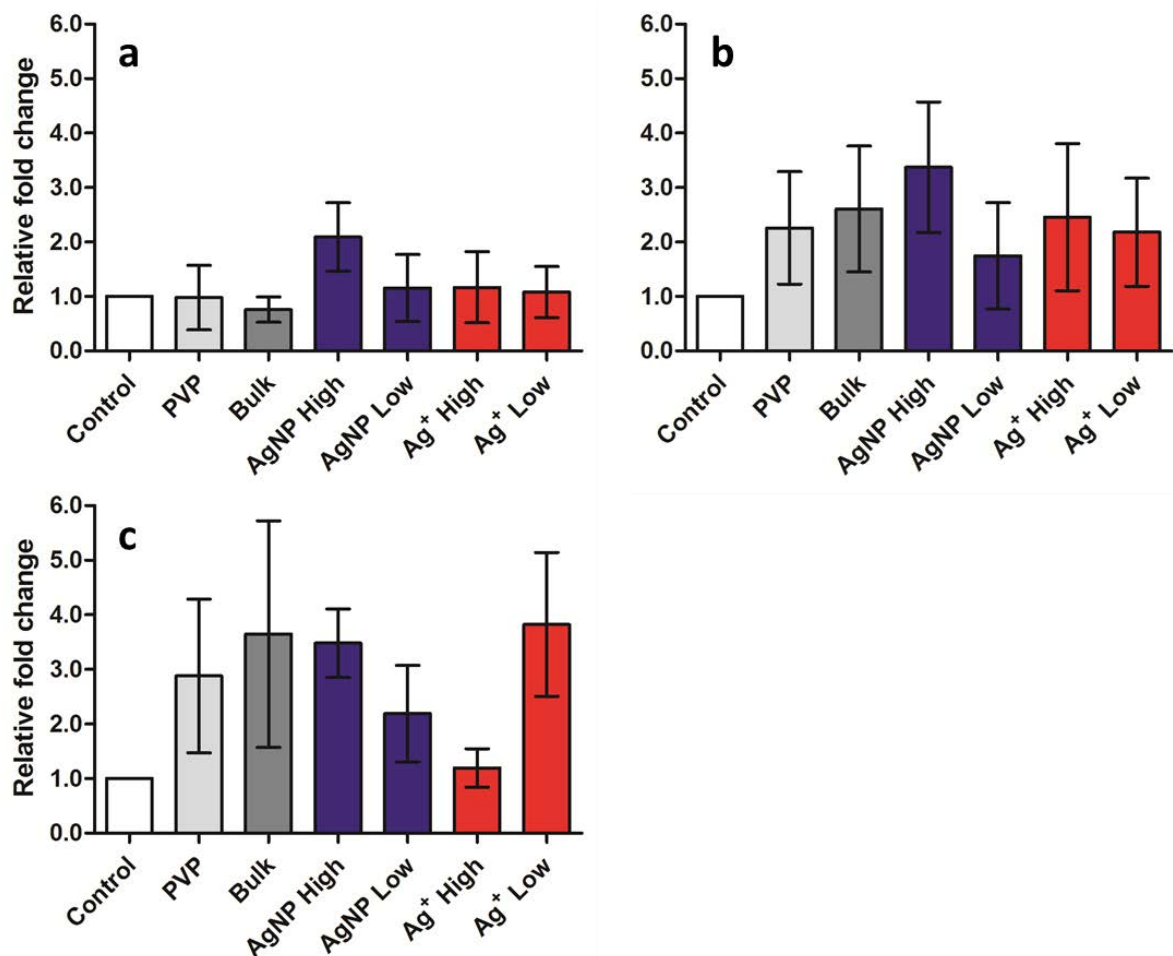 a
Relative fold change
6.0
5.0
4.0
3.0
2.0
1.0
0.0
Control
PVP
Bulk
AgNP High
AgNP Low
Ag⁺ High
Ag⁺ Low
b
6.0
5.0
4.0
3.0
2.0
1.0
0.0
Control
PVP
Bulk
AgNP High
AgNP Low
Ag⁺ High
Ag⁺ Low
c
Relative fold change
6.0
5.0
4.0
3.0
2.0
1.0
0.0
Control
PVP
Bulk
AgNP High
AgNP Low
Ag⁺ High
Ag⁺ Low